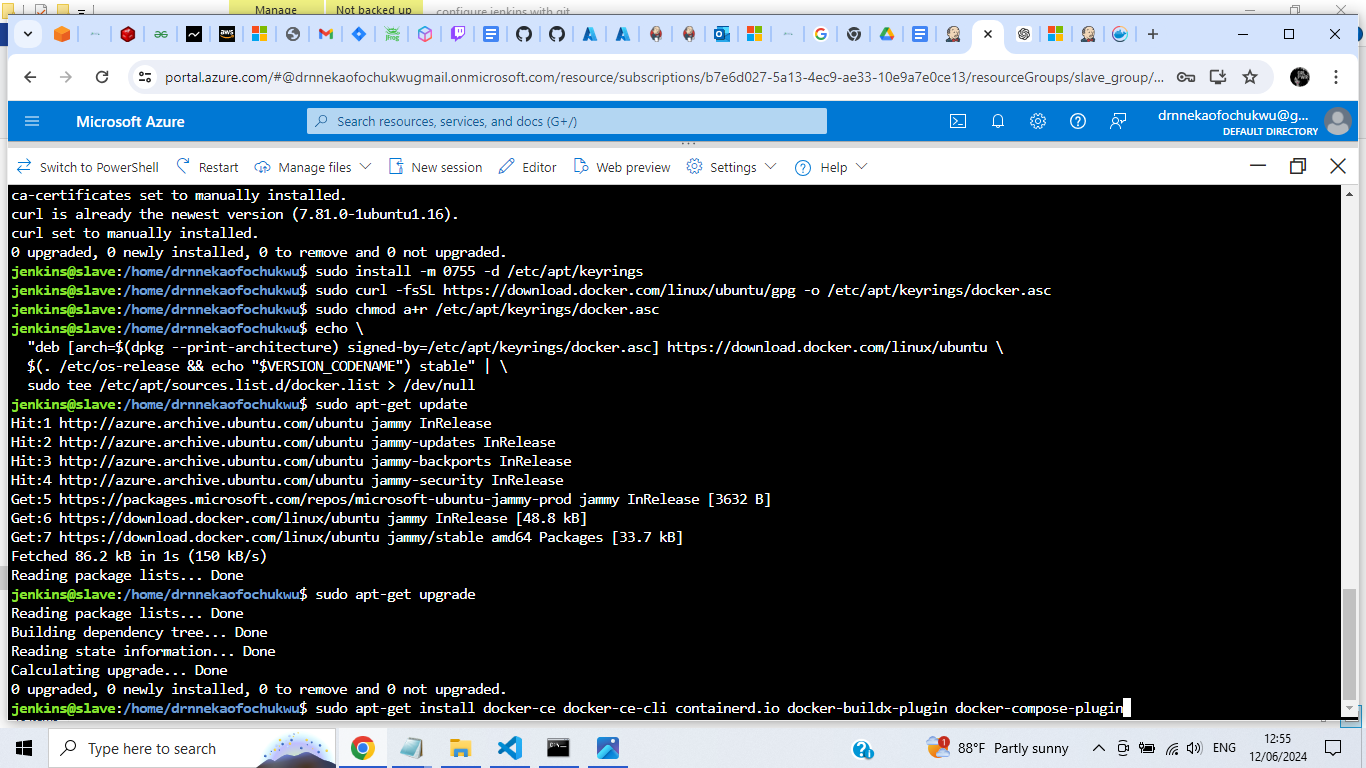 Manage
Not backed up
configure jenkins with git
portal.azure.com/#@drnnekaofochukwugmail.onmicrosoft.com/resource/subscriptions/b7e6d027-5a13-4ec9-ae33-10e9a7e0ce13/resourceGroups/slave_group/...
Microsoft Azure
Search resources, services, and docs (G+/)
drnnekaofochukwu@g...
DEFAULT DIRECTORY
Switch to PowerShell Restart Manage files New session Editor Web preview Settings Help
ca-certificates set to manually installed.
curl is already the newest version (7.81.0-1ubuntu1.16).
curl set to manually installed.
0 upgraded, 0 newly installed, 0 to remove and 0 not upgraded.
jenkins@slave:/home/drnnekaofochukwu$ sudo install -m 0755 -d /etc/apt/keyrings
jenkins@slave:/home/drnnekaofochukwu$ sudo curl -fsSL https://download.docker.com/linux/ubuntu/gpg -o /etc/apt/keyrings/docker.asc
jenkins@slave:/home/drnnekaofochukwu$ sudo chmod a+r /etc/apt/keyrings/docker.asc
jenkins@slave:/home/drnnekaofochukwu$ echo \
"deb [arch=$(dpkg --print-architecture) signed-by=/etc/apt/keyrings/docker.asc] https://download.docker.com/linux/ubuntu \
$(. /etc/os-release && echo "$VERSION_CODENAME") stable" | \
sudo tee /etc/apt/sources.list.d/docker.list > /dev/null
jenkins@slave:/home/drnnekaofochukwu$ sudo apt-get update
Hit:1 http://azure.archive.ubuntu.com/ubuntu jammy InRelease
Hit:2 http://azure.archive.ubuntu.com/ubuntu jammy-updates InRelease
Hit:3 http://azure.archive.ubuntu.com/ubuntu jammy-backports InRelease
Hit:4 http://azure.archive.ubuntu.com/ubuntu jammy-security InRelease
Get:5 https://packages.microsoft.com/repos/microsoft-ubuntu-jammy-prod jammy InRelease [3632 B]
Get:6 https://download.docker.com/linux/ubuntu jammy InRelease [48.8 kB]
Get:7 https://download.docker.com/linux/ubuntu jammy/stable amd64 Packages [33.7 kB]
Fetched 86.2 kB in 1s (150 kB/s)
Reading package lists... Done
jenkins@slave:/home/drnnekaofochukwu$ sudo apt-get upgrade
Reading package lists... Done
Building dependency tree... Done
Reading state information... Done
Calculating upgrade... Done
0 upgraded, 0 newly installed, 0 to remove and 0 not upgraded.
jenkins@slave:/home/drnnekaofochukwu$ sudo apt-get install docker-ce docker-ce-cli containerd.io docker-buildx-plugin docker-compose-plugin
Type here to search
88°F Partly sunny
ENG
12:55
12/06/2024